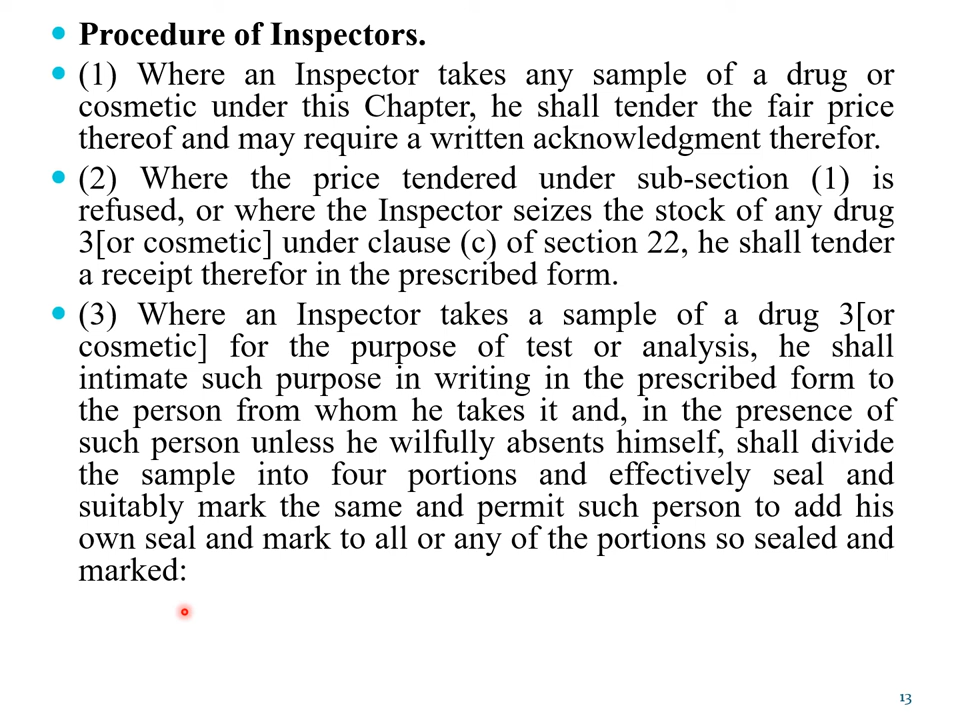 Procedure of Inspectors.
(1) Where an Inspector takes any sample of a drug or
cosmetic under this Chapter, he shall tender the fair price
thereof and may require a written acknowledgment therefor.
(2) Where the price tendered under sub-section (1) is
refused, or where the Inspector seizes the stock of any drug
3[or cosmetic] under clause (c) of section 22, he shall tender
a receipt therefor in the prescribed form.
(3) Where an Inspector takes a sample of a drug 3[or
cosmetic] for the purpose of test or analysis, he shall
intimate such purpose in writing in the prescribed form to
the person from whom he takes it and, in the presence of
such person unless he wilfully absents himself, shall divide
the sample into four portions and effectively seal and
suitably mark the same and permit such person to add his
own seal and mark to all or any of the portions so sealed and
marked:
13